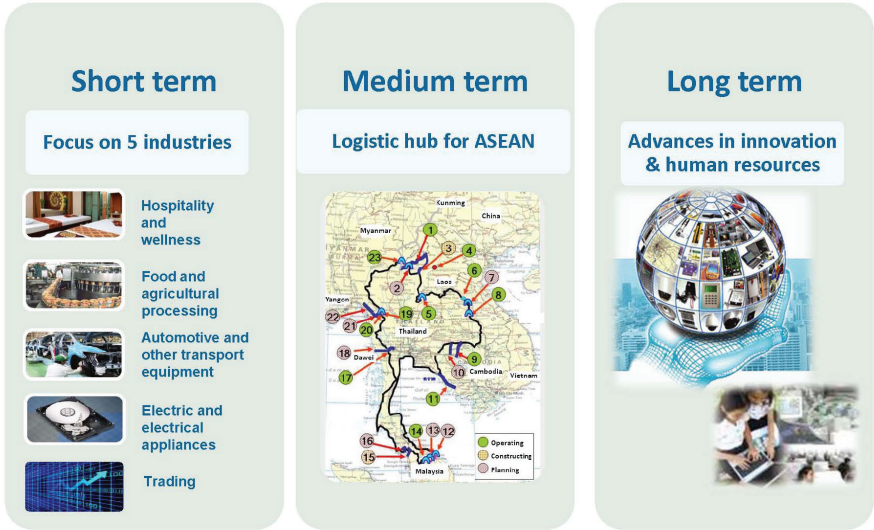 Short term
Focus on 5 industries
Hospitality
and
wellness
Food and
agricultural
processing
Automotive and
other transport
equipment
Electric and
electrical
appliances
Trading
Medium term
Logistic hub for ASEAN
Kunming
China
Myanmar
1
3
4
23
2
6
7
Laos
8
Yangon
22
21
20
19
5
Thailand
18
Dawei
17
9
10
Cambodia
Vietnam
11
16
14
13
12
15
Malaysia
Operating
Constructing
Planning
Long term
Advances in innovation
& human resources